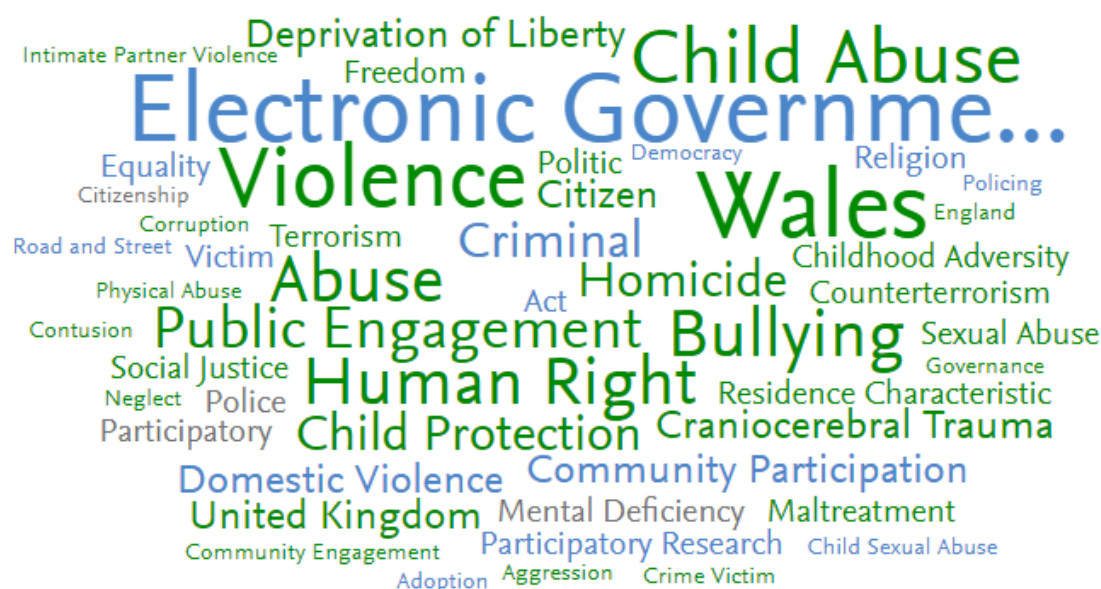 Deprivation of Liberty
Child Abuse
Intimate Partner Violence
Freedom
Electronic Governme...
Equality
Violence
Politic
Democracy
Religion
Citizenship
Citizen
Wales
Policing
England
Corruption
Terrorism
Criminal
Road and Street
Victim
Childhood Adversity
Physical Abuse
Abuse
Act
Homicide
Counterterrorism
Contusion
Public Engagement
Bullying
Sexual Abuse
Social Justice
Human Right
Governance
Neglect
Police
Residence Characteristic
Participatory
Child Protection
Craniocerebral Trauma
Domestic Violence
Community Participation
United Kingdom
Mental Deficiency
Maltreatment
Community Engagement
Participatory Research
Child Sexual Abuse
Adoption
Aggression
Crime Victim